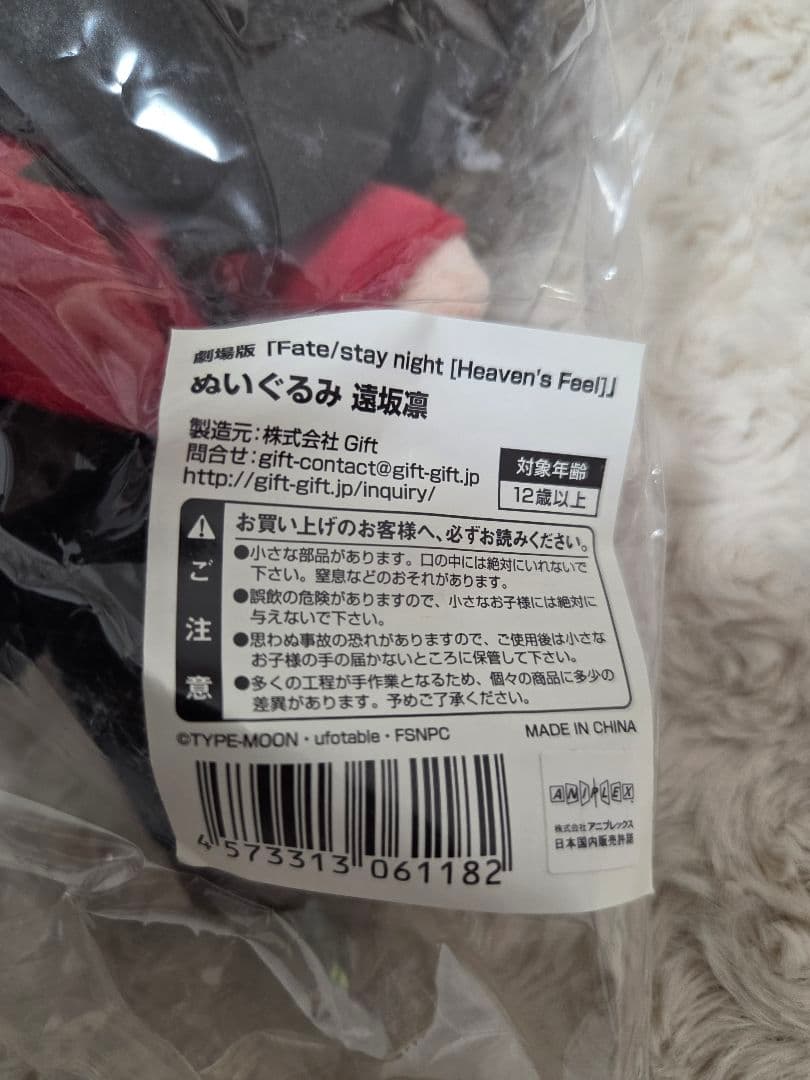 劇場版「Fate/stay night [Heaven's Feel]」
ぬいぐるみ 遠坂凛
製造元:株式会社 Gift
問合せ:gift-contact@gift-gift.jp
http://gift-gift.jp/inquiry/
対象年齢
12歳以上
ご注意
お買い上げのお客様へ、必ずお読みください。
●小さな部品があります。口の中には絶対にいれないで
下さい。窒息などのおそれがあります。
●誤飲の危険がありますので、小さなお子様には絶対に
与えないで下さい。
●思わぬ事故の恐れがありますので、ご使用後は小さな
お子様の手の届かないところに保管して下さい。
●多くの工程が手作業となるため、個々の商品に多少の
差異があります。予めご了承ください。
©TYPE-MOON・ufotable・FSNPC
MADE IN CHINA
4 573313 061182
ANIPLEX
株式会社アニプレックス
日本国内販売許諾